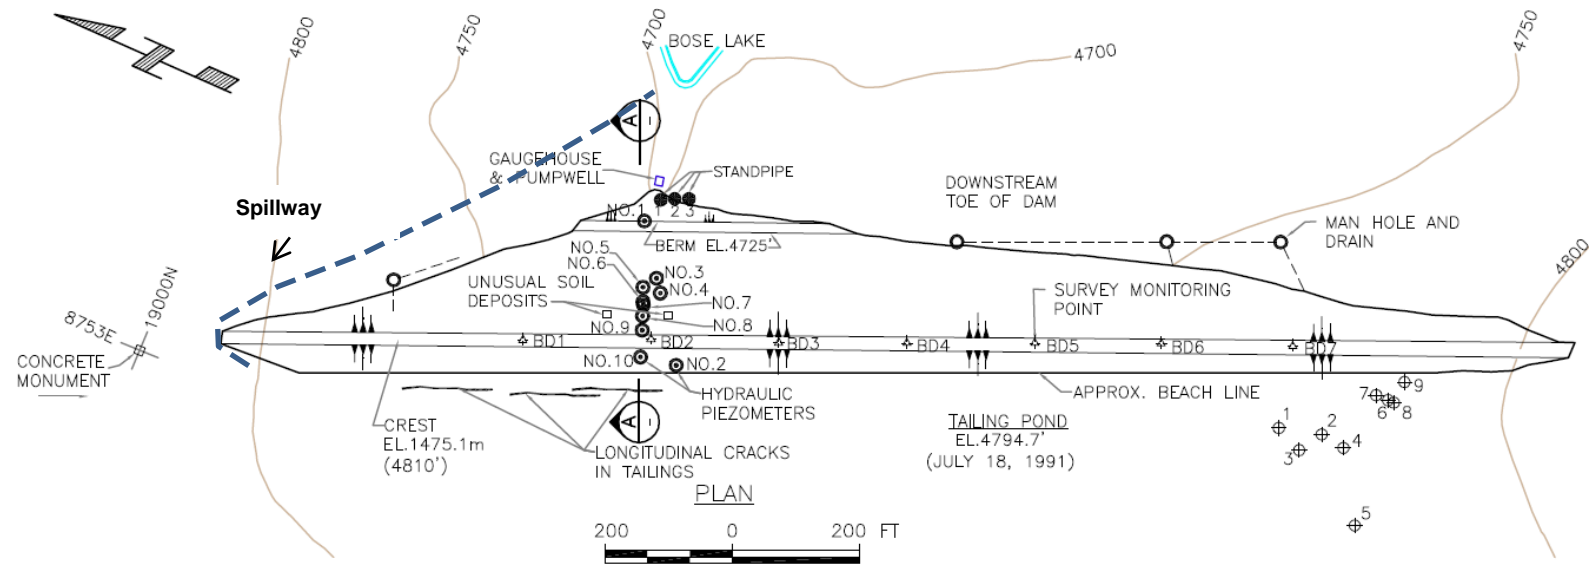 4800
4750
4700
BOSE LAKE
4700
4750
A
–
GAUGEHOUSE
& PUMPWELL
STANDPIPE
DOWNSTREAM
TOE OF DAM
Spillway
NO.1
1 2 3
MAN HOLE AND
DRAIN
BERM EL.4725'
NO.5
NO.6
NO.3
NO.4
UNUSUAL SOIL
DEPOSITS
NO.7
NO.8
NO.9
SURVEY MONITORING
POINT
4800
8753E
19000N
CONCRETE
MONUMENT
BD1
BD2
BD3
BD4
BD5
BD6
BD7
NO.10
NO.2
HYDRAULIC
PIEZOMETERS
APPROX. BEACH LINE
CREST
EL.1475.1m
(4810')
A
–
LONGITUDINAL CRACKS
IN TAILINGS
TAILING POND
EL.4794.7'
(JULY 18, 1991)
9
7
6
8
1
2
3
4
5
PLAN
200 0 200 FT